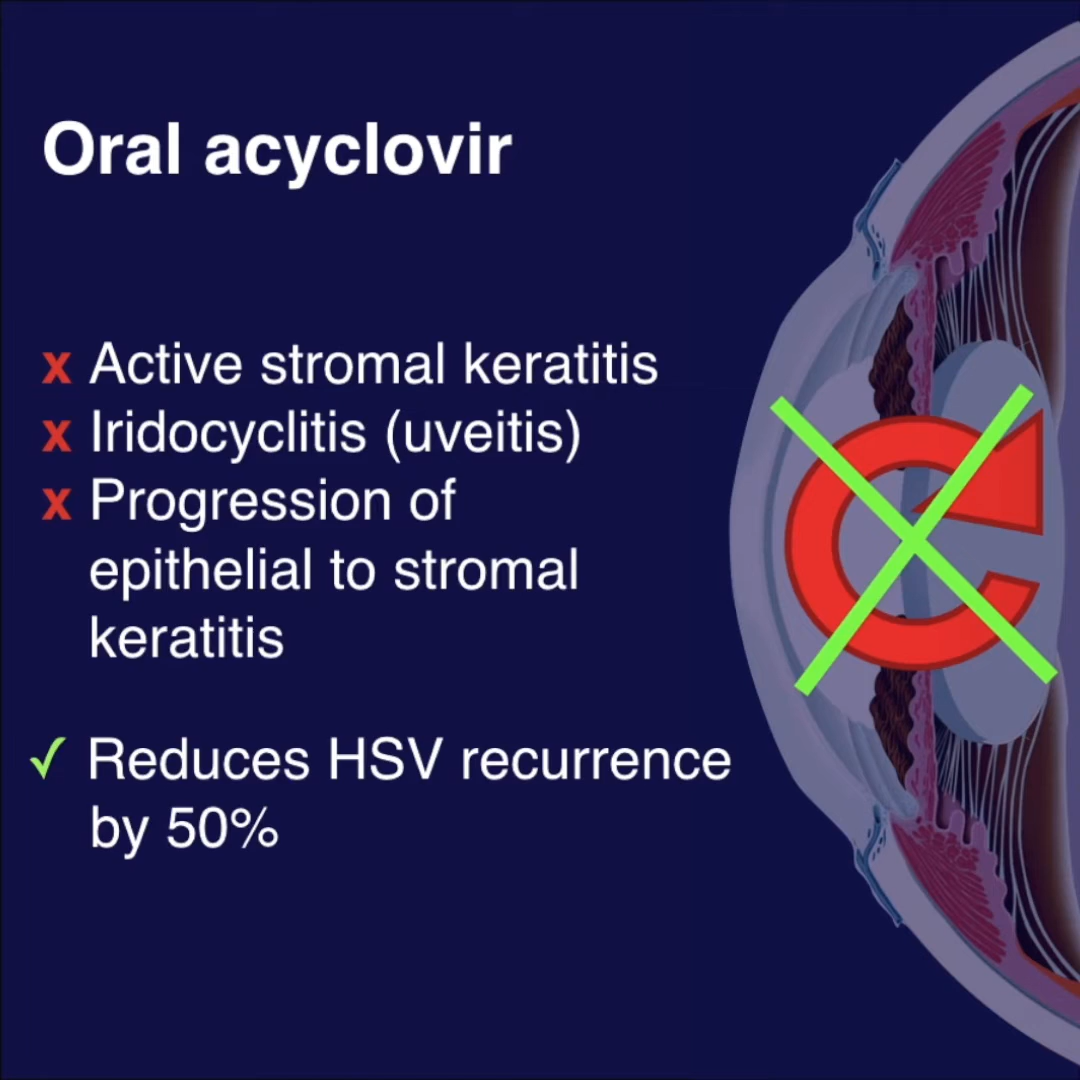 Oral acyclovir
x Active stromal keratitis
x Iridocyclitis (uveitis)
x Progression of
epithelial to stromal
keratitis
✓ Reduces HSV recurrence
by 50%